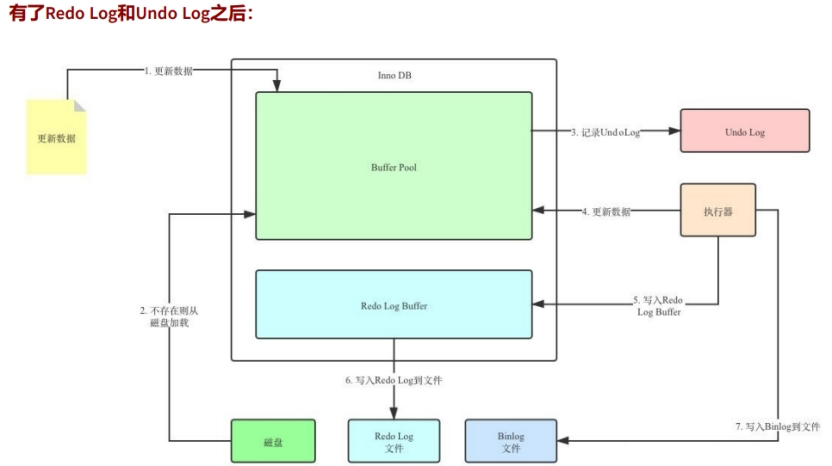 有了Redo Log和Undo Log之后：
1. 更新数据
Inno DB
更新数据
Buffer Pool
3. 记录UndoLog
Undo Log
4. 更新数据
执行器
2. 不存在则从
磁盘加载
Redo Log Buffer
5. 写入Redo
Log Buffer
6. 写入Redo Log到文件
7. 写入Binlog到文件
磁盘
Redo Log
文件
Binlog
文件